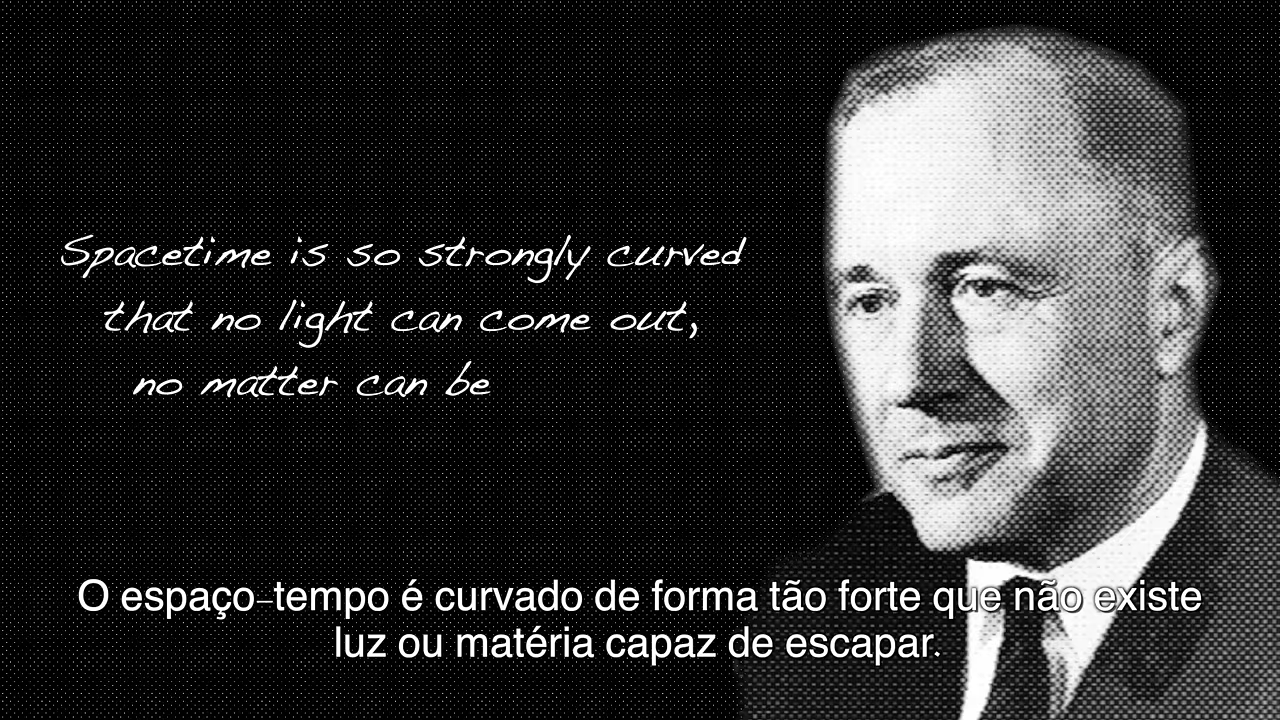 Spacetime is so strongly curved
that no light can come out,
no matter can be
O espaço-tempo é curvado de forma tão forte que não existe
luz ou matéria capaz de escapar.